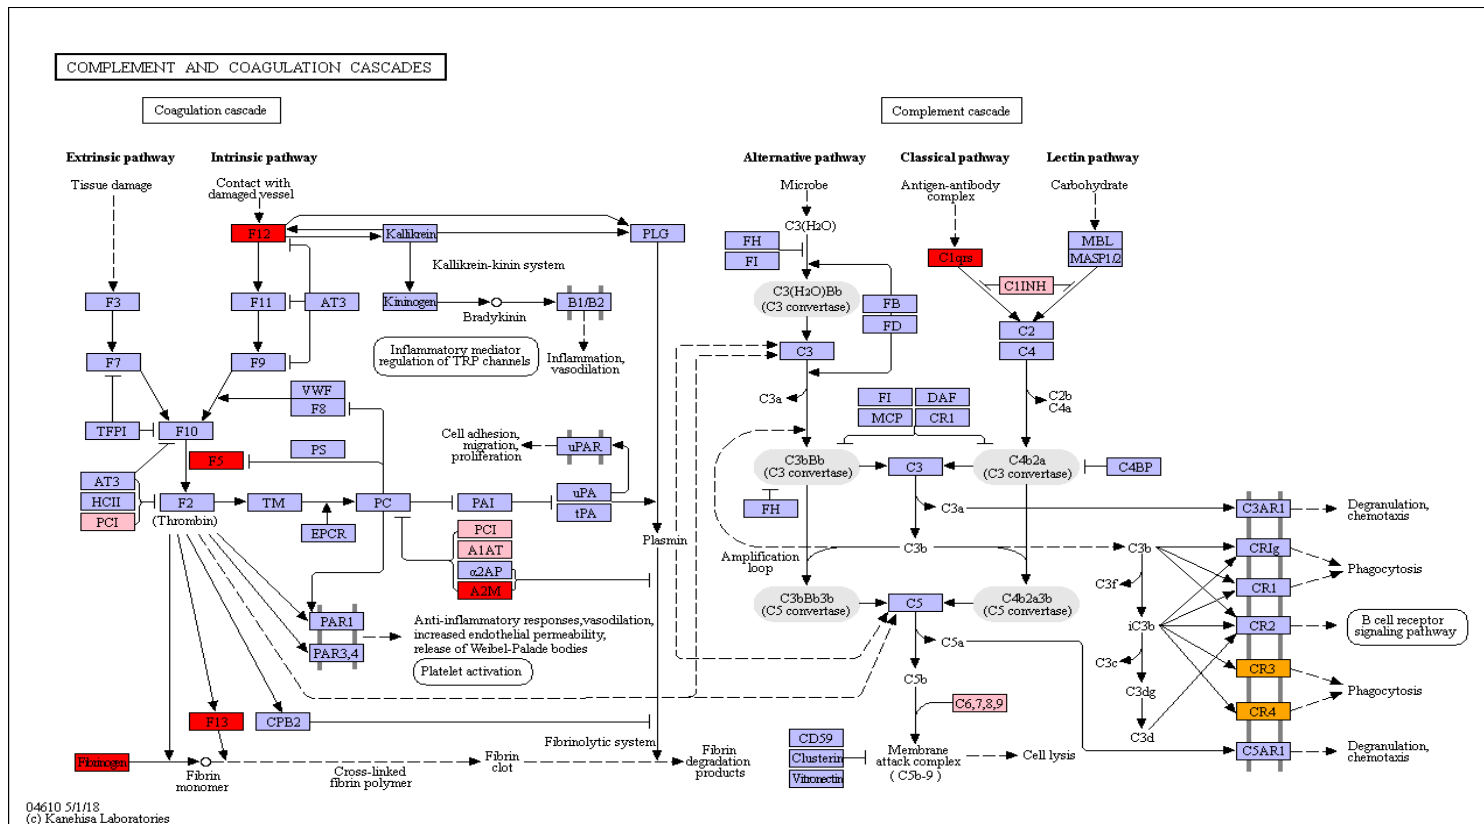 COMPLEMENT AND COAGULATION CASCADES
Coagulation cascade
Complement cascade
Extrinsic pathway
Intrinsic pathway
Alternative pathway
Classical pathway
Lectin pathway
Tissue damage
Contact with
damaged vessel
Microbe
Antigen-antibody
complex
Carbohydrate
F12
Kallikrein
PLG
C3(H2O)
FH
FI
C1qrs
MBL
MASP1/2
Kallikrein-kinin system
C1INH
F3
F11
AT3
Kininogen
Bradykinin
B1/B2
C3(H2O)Bb
(C3 convertase)
FB
FD
C2
C4
F7
F9
Inflammatory mediator
regulation of TRP channels
Inflammation,
vasodilation
C3
VWF
F8
C3a
FI
DAF
MCP
CR1
C2b
C4a
TFPI
F10
PS
F5
Cell adhesion,
migration,
proliferation
uPAR
C3bBb
(C3 convertase)
C3
C4b2a
(C3 convertase)
C4BP
AT3
HCII
PCI
F2
(Thrombin)
TM
EPCR
PC
PAI
uPA
tPA
FH
C3a
C3AR1
Degranulation,
chemotaxis
PCI
A1AT
α2AP
A2M
Plasmin
Amplification
loop
C3b
C3b
CRIg
Phagocytosis
C3f
CR1
C3bBb3b
(C5 convertase)
C5
C4b2a3b
(C5 convertase)
PAR1
PAR3,4
Anti-inflammatory responses,vasodilation,
increased endothelial permeability,
release of Weibel-Palade bodies
Platelet activation
iC3b
CR2
B cell receptor
signaling pathway
C5a
C3c
C3dg
CR3
Phagocytosis
C5b
C6,7,8,9
CR4
C3d
F13
CPB2
Fibrinolytic system
CD59
Clusterin
Vitronectin
Membrane
attack complex
( C5b-9 )
Cell lysis
C5AR1
Degranulation,
chemotaxis
Fibrinogen
Fibrin
monomer
Cross-linked
fibrin polymer
Fibrin
clot
Fibrin
degradation
products
04610 5/1/18
(c) Kanehisa Laboratories